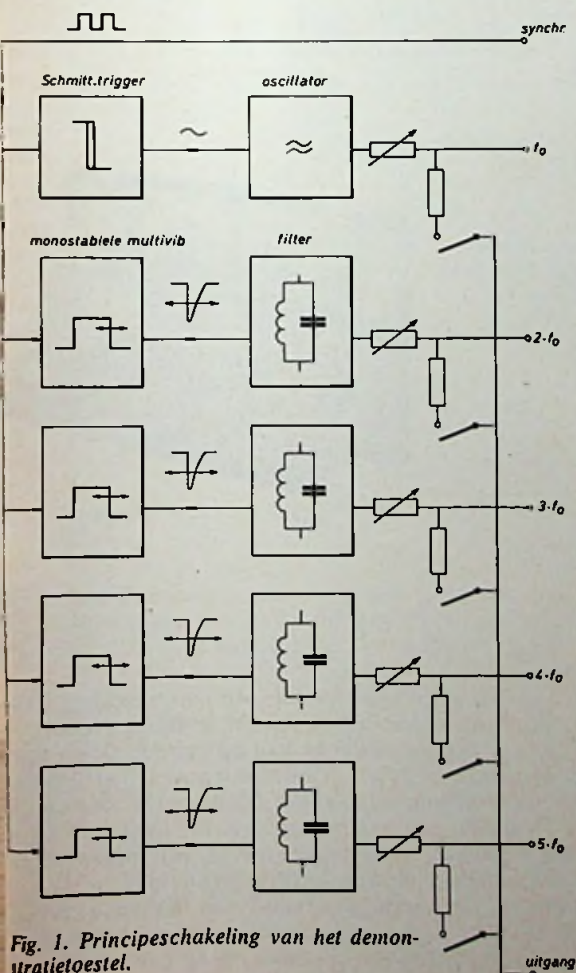 synchr.
Schmitt.trigger oscillator
f₀
monostabiele multivib filter
2·f₀
3·f₀
4·f₀
5·f₀
Fig. 1. Principeschakeling van het demon-
stratietoestel.
uitgang